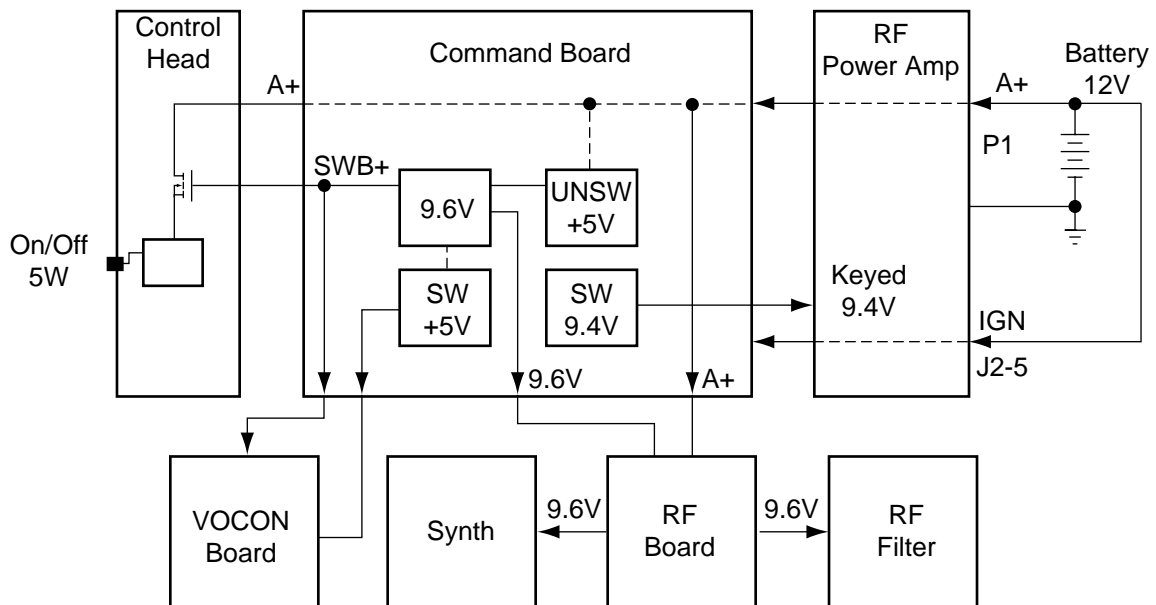 Control
Head
Command Board
RF
Power Amp
Battery
12V
A+
A+
P1
SWB+
9.6V
UNSW
+5V
On/Off
5W
SW
+5V
SW
9.4V
Keyed
9.4V
IGN
J2-5
9.6V
A+
VOCON
Board
Synth
9.6V
RF
Board
9.6V
RF
Filter